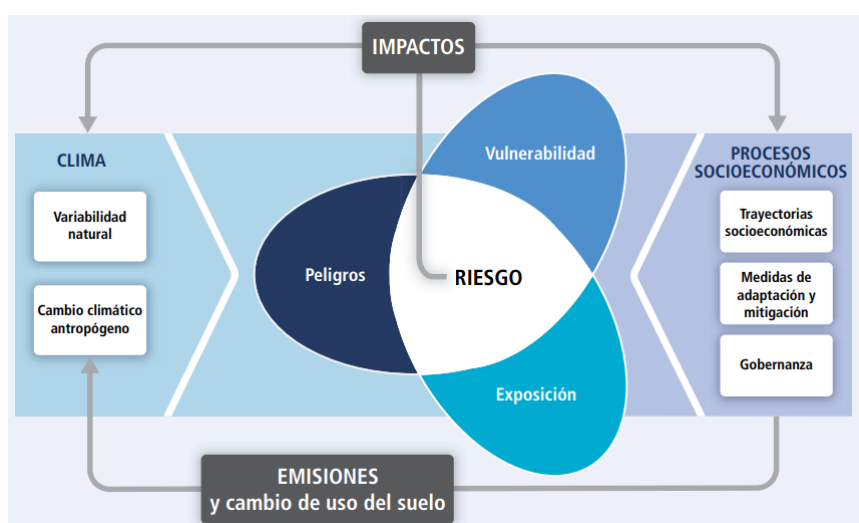 IMPACTOS
CLIMA
Variabilidad
natural
Cambio climático
antropógeno
Peligros
Vulnerabilidad
RIESGO
Exposición
PROCESOS
SOCIOECONÓMICOS
Trayectorias
socioeconómicas
Medidas de
adaptación y
mitigación
Gobernanza
EMISIONES
y cambio de uso del suelo